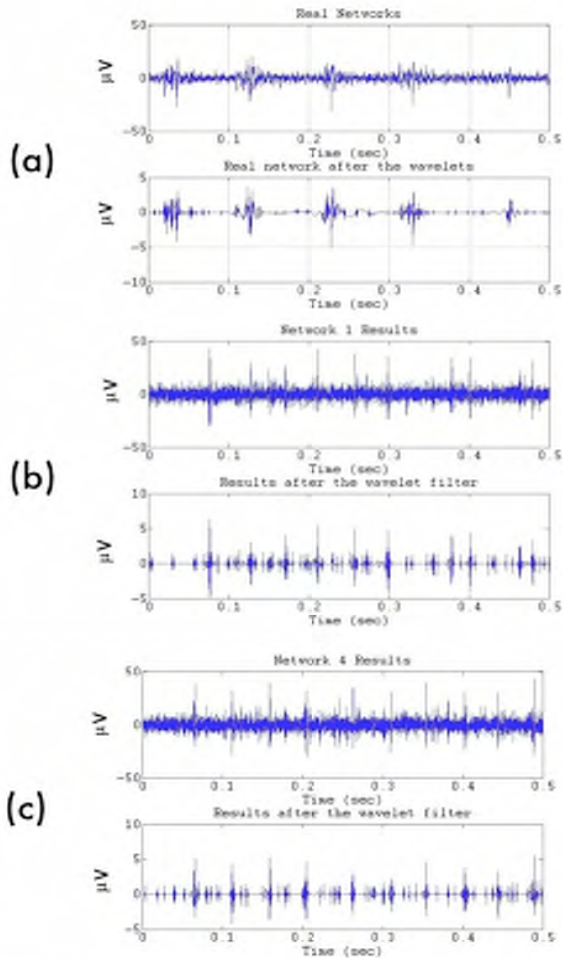 Real Networks
50
0
-50
μV
0 0.1 0.2 0.3 0.4 0.5
Time (sec)
(a)
Real network after the wavelets
5
0
-5
-10
μV
0 0.1 0.2 0.3 0.4 0.5
Time (sec)
Network 1 Results
50
0
-50
μV
0 0.1 0.2 0.3 0.4 0.5
Time (sec)
(b)
Results after the wavelet filter
10
5
0
-5
μV
0 0.1 0.2 0.3 0.4 0.5
Time (sec)
Network 4 Results
50
0
-50
μV
0 0.1 0.2 0.3 0.4 0.5
Time (sec)
(c)
Results after the wavelet filter
10
5
0
-5
μV
0 0.1 0.2 0.3 0.4 0.5
Time (sec)